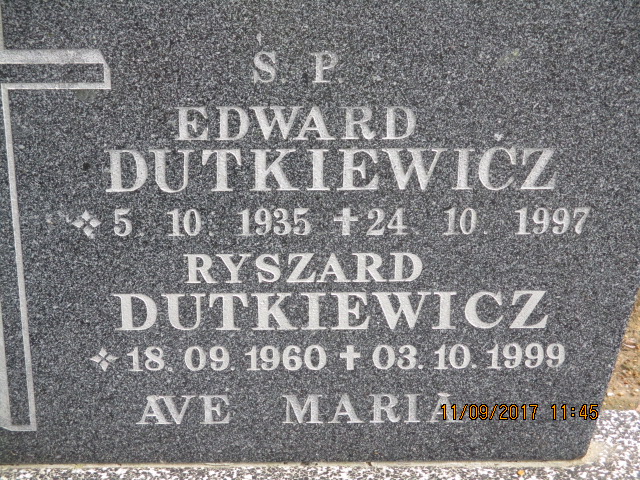 S. P.
EDWARD
DUTKIEWICZ
5. 10. 1935 ✝ 24. 10. 1997
RYSZARD
DUTKIEWICZ
18. 09. 1960 ✝ 03. 10. 1999
AVE MARIA
11/09/2017 11:45